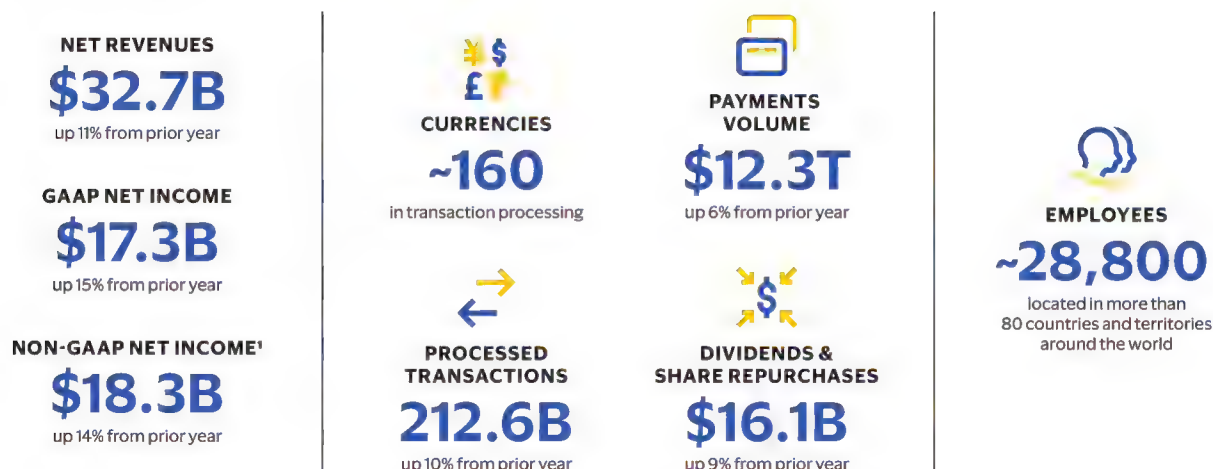 NET REVENUES
$32.7B
up 11% from prior year
GAAP NET INCOME
$17.3B
up 15% from prior year
NON-GAAP NET INCOME¹
$18.3B
up 14% from prior year
¥ $
£
CURRENCIES
~160
in transaction processing
PROCESSED
TRANSACTIONS
212.6B
up 10% from prior year
PAYMENTS
VOLUME
$12.3T
up 6% from prior year
$
DIVIDENDS &
SHARE REPURCHASES
$16.1B
up 9% from prior year
EMPLOYEES
~28,800
located in more than
80 countries and territories
around the world